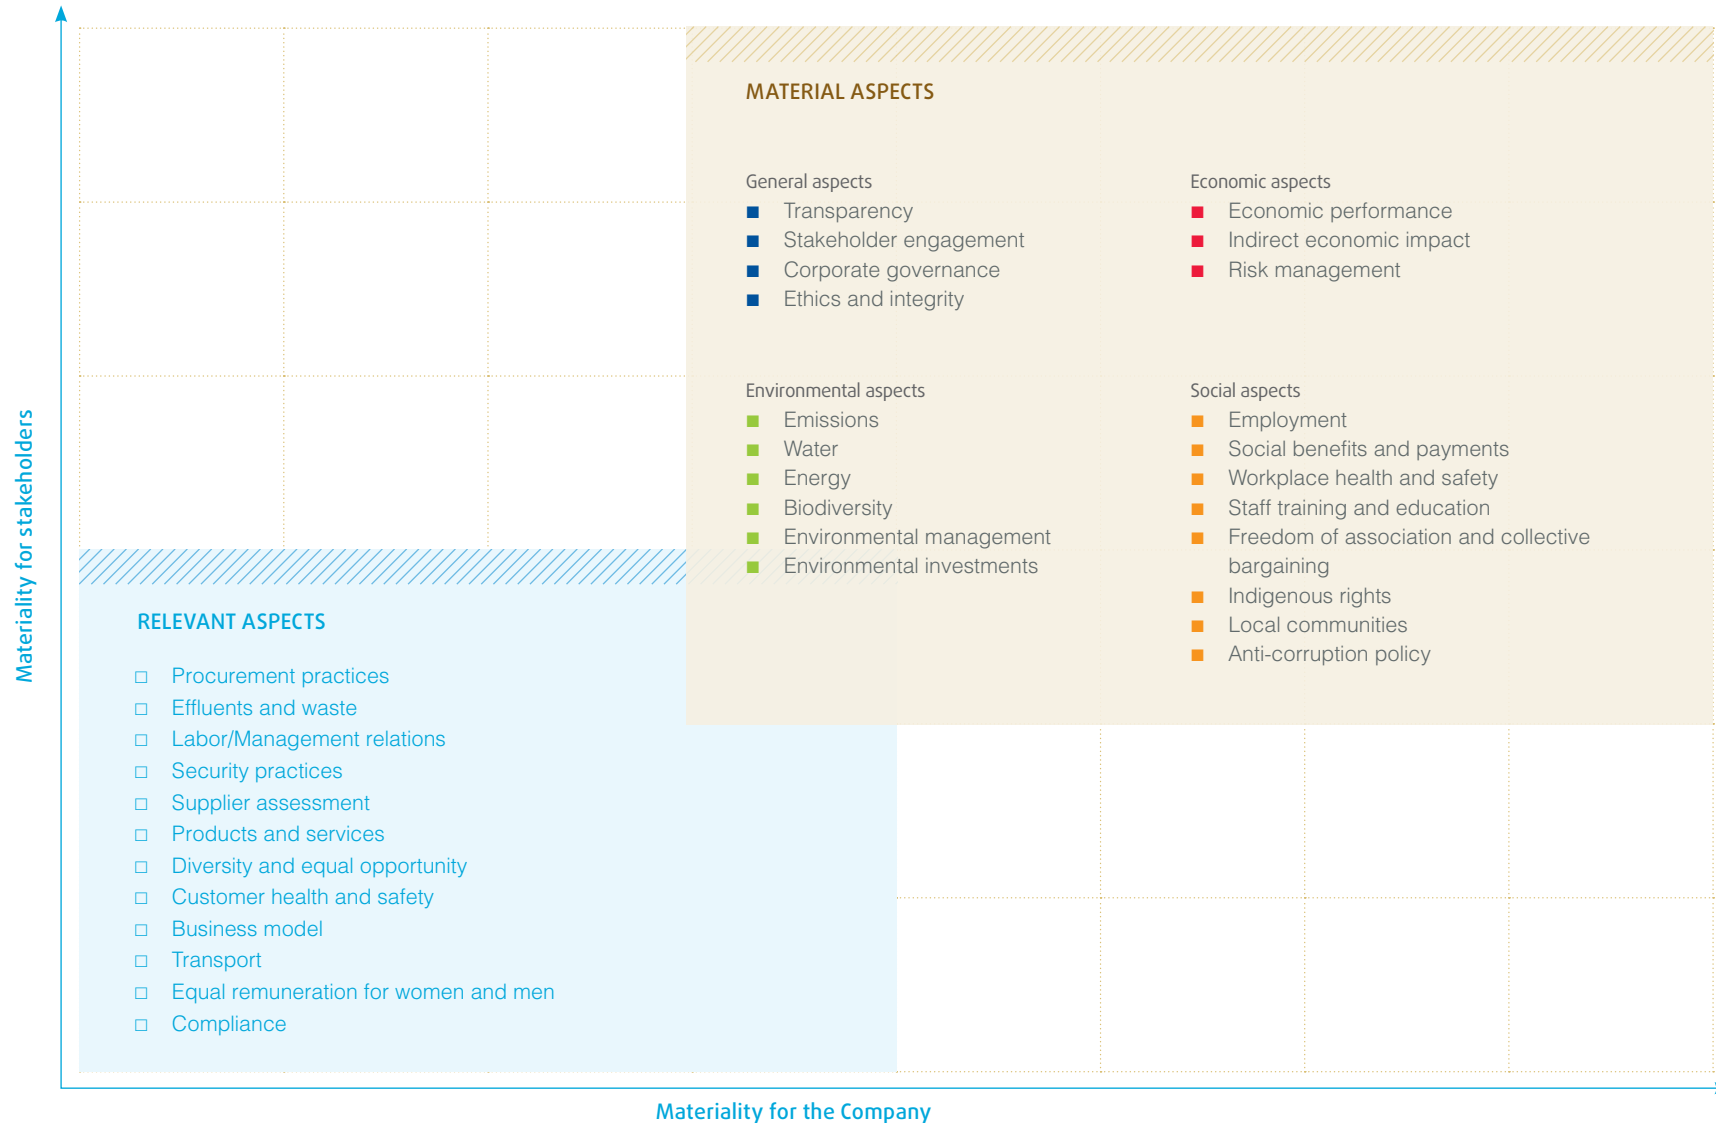 Materiality for stakeholders
MATERIAL ASPECTS
General aspects
Transparency
Stakeholder engagement
Corporate governance
Ethics and integrity
Economic aspects
Economic performance
Indirect economic impact
Risk management
Environmental aspects
Emissions
Water
Energy
Biodiversity
Environmental management
Environmental investments
Social aspects
Employment
Social benefits and payments
Workplace health and safety
Staff training and education
Freedom of association and collective
bargaining
Indigenous rights
Local communities
Anti-corruption policy
RELEVANT ASPECTS
Procurement practices
Effluents and waste
Labor/Management relations
Security practices
Supplier assessment
Products and services
Diversity and equal opportunity
Customer health and safety
Business model
Transport
Equal remuneration for women and men
Compliance
Materiality for the Company